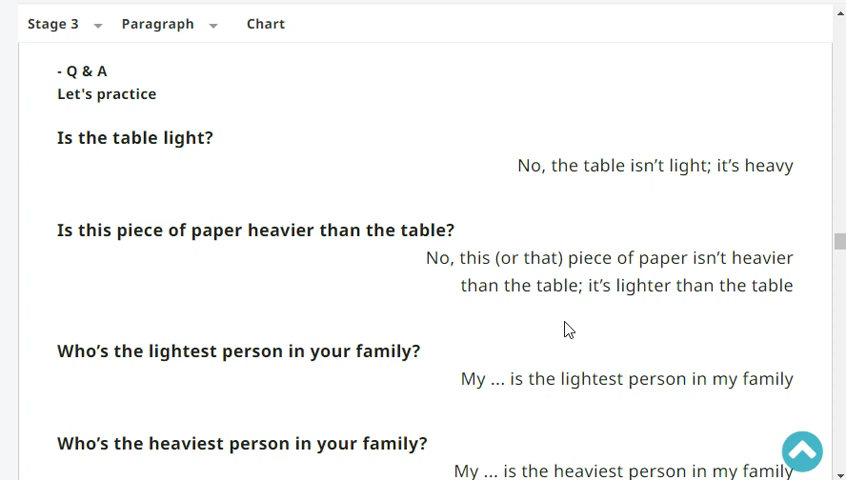 Stage 3 Paragraph Chart
- Q & A
Let's practice
Is the table light?
No, the table isn’t light; it’s heavy
Is this piece of paper heavier than the table?
No, this (or that) piece of paper isn’t heavier
than the table; it’s lighter than the table
Who’s the lightest person in your family?
My ... is the lightest person in my family
Who’s the heaviest person in your family?
My ... is the heaviest person in my family